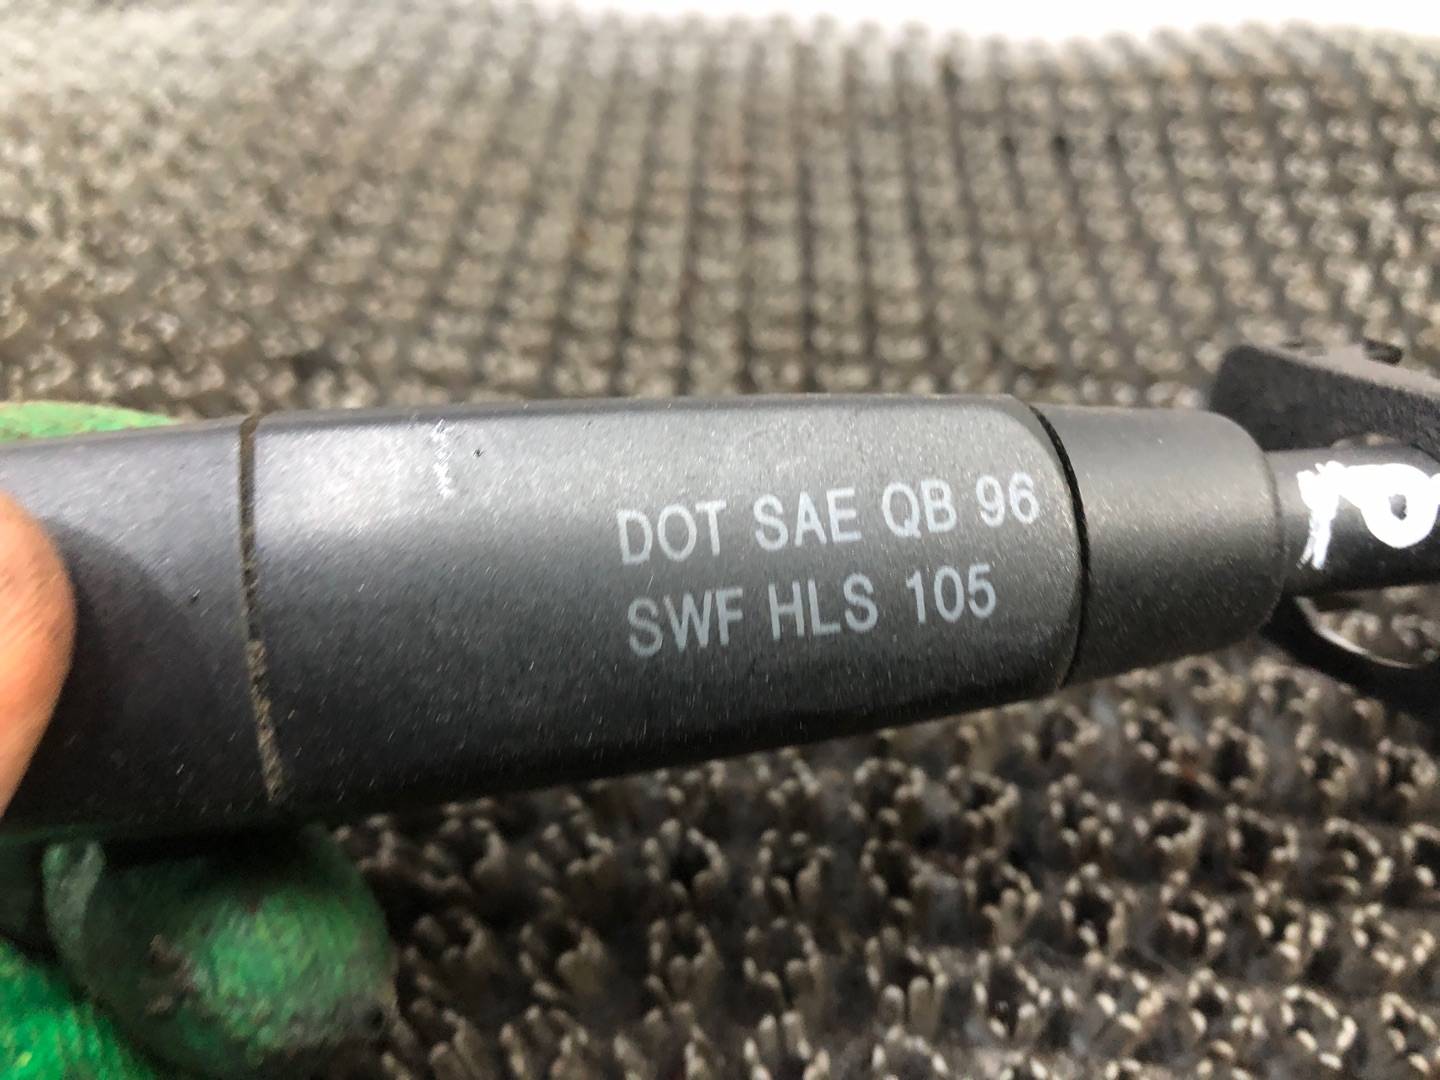 DOT SAE QB 96
SWF HLS 105